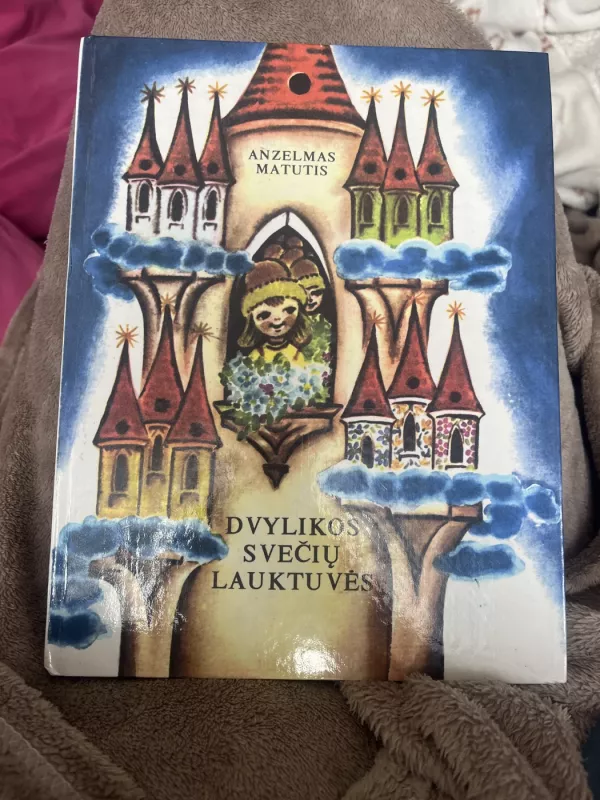 ANZELMAS
MATUTIS
DVYLIKOS
SVEČIŲ
LAUKTUVĖS